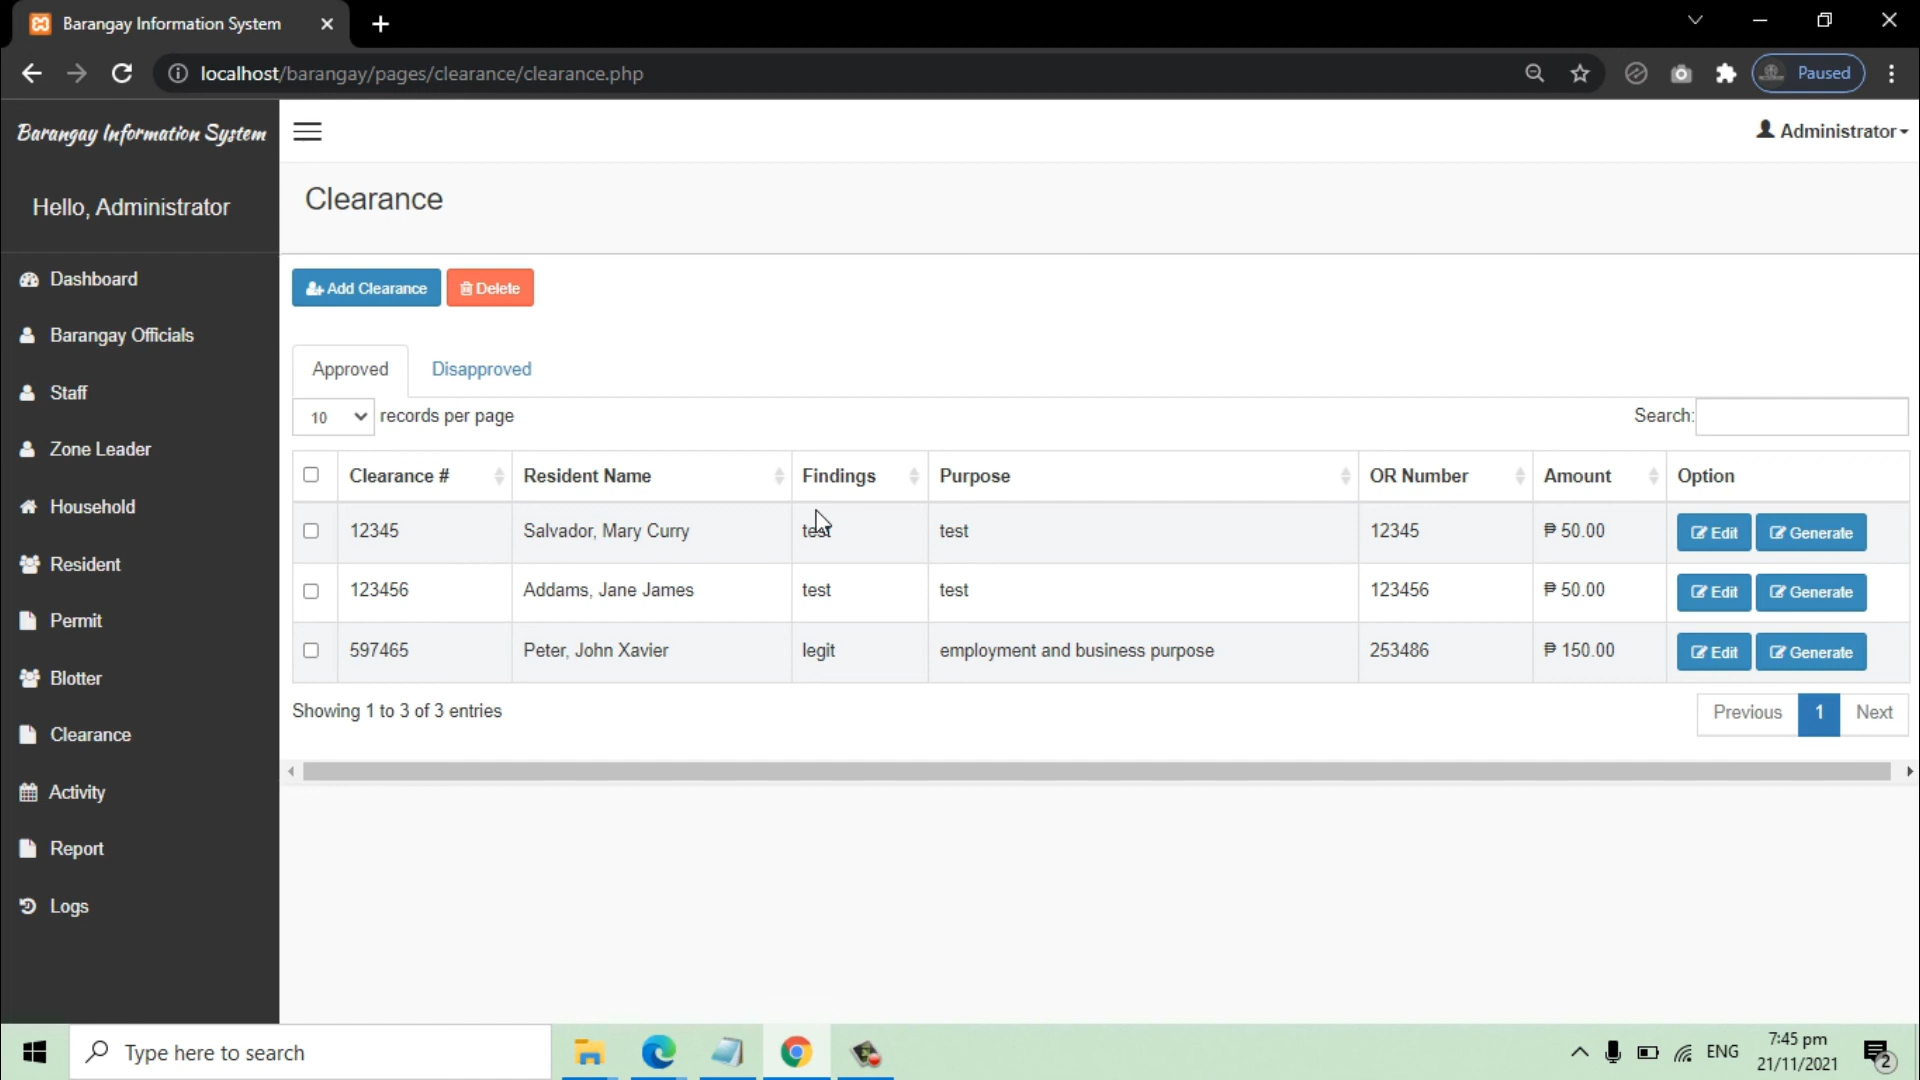 Barangay Information System
localhost/barangay/pages/clearance/clearance.php
Paused
Barangay Information System
Administrator
Hello, Administrator
Clearance
Dashboard
Barangay Officials
Staff
Zone Leader
Household
Resident
Permit
Blotter
Clearance
Activity
Report
Logs
Add Clearance Delete
Approved Disapproved
10 records per page Search:
Clearance # Resident Name Findings Purpose OR Number Amount Option
12345 Salvador, Mary Curry test test 12345 ₱ 50.00 Edit Generate
123456 Addams, Jane James test test 123456 ₱ 50.00 Edit Generate
597465 Peter, John Xavier legit employment and business purpose 253486 ₱ 150.00 Edit Generate
Showing 1 to 3 of 3 entries Previous 1 Next
Type here to search
ENG
7:45 pm
21/11/2021
2